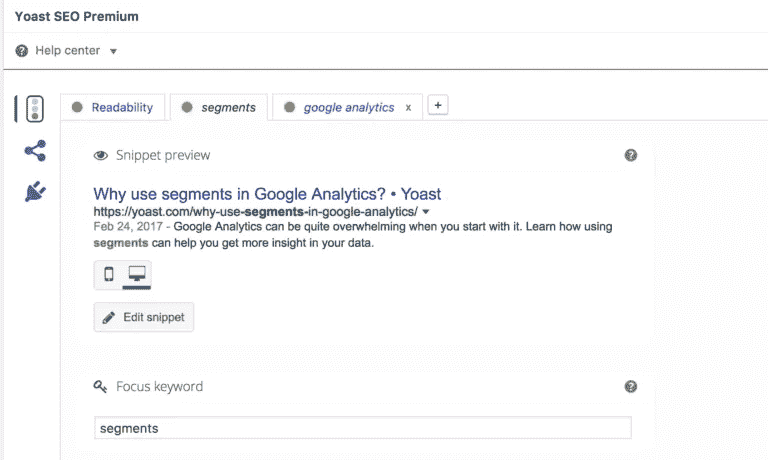 Yoast SEO Premium
Help center
Readability
segments
google analytics x
+
Snippet preview
Why use segments in Google Analytics? • Yoast
https://yoast.com/why-use-segments-in-google-analytics/
Feb 24, 2017 - Google Analytics can be quite overwhelming when you start with it. Learn how using
segments can help you get more insight in your data.
Edit snippet
Focus keyword
segments